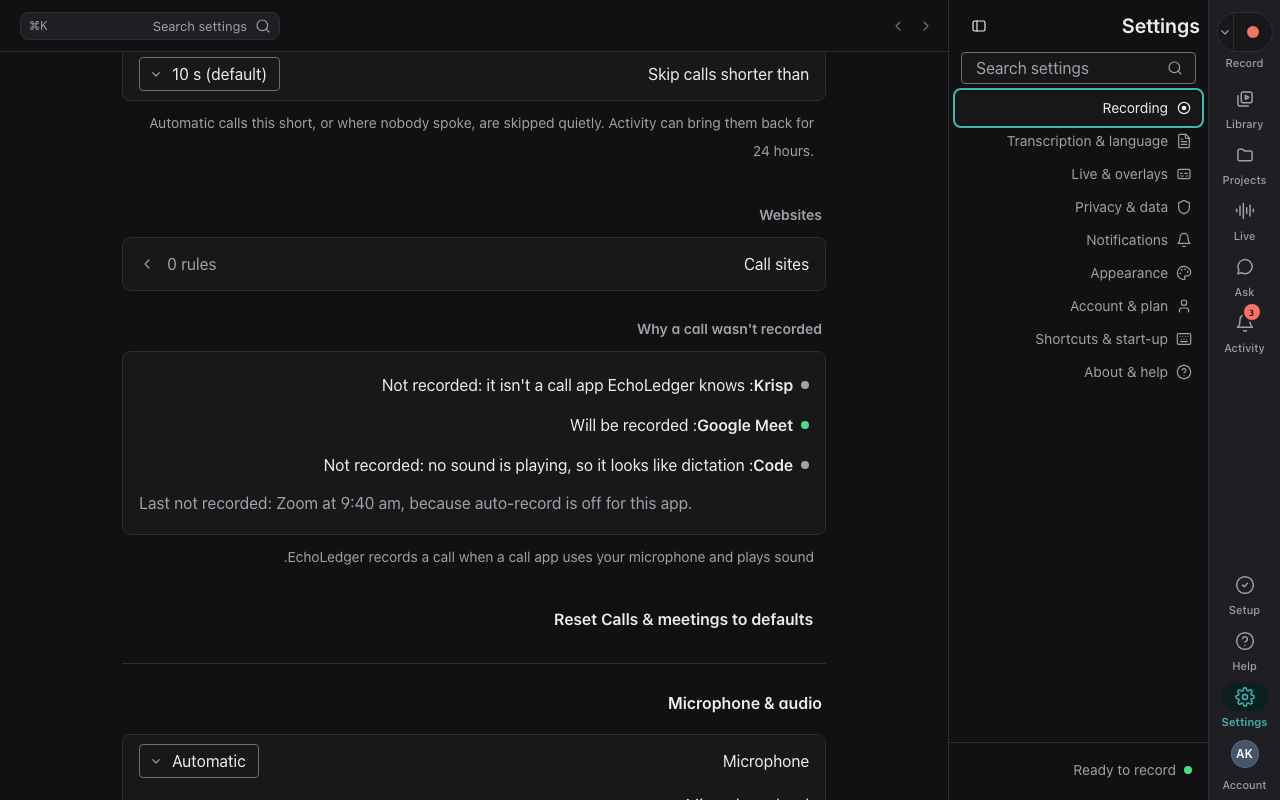 ⌘K
Search settings
Settings
Search settings
Recording
Transcription & language
Live & overlays
Privacy & data
Notifications
Appearance
Account & plan
Shortcuts & start-up
About & help
Ready to record
Record
Library
Projects
Live
Ask
3
Activity
Setup
Help
Settings
AK
Account
Skip calls shorter than
10 s (default)
Automatic calls this short, or where nobody spoke, are skipped quietly. Activity can bring them back for
24 hours.
Websites
Call sites
0 rules
Why a call wasn't recorded
Not recorded: it isn't a call app EchoLedger knows :Krisp
Will be recorded :Google Meet
Not recorded: no sound is playing, so it looks like dictation :Code
Last not recorded: Zoom at 9:40 am, because auto-record is off for this app.
.EchoLedger records a call when a call app uses your microphone and plays sound
Reset Calls & meetings to defaults
Microphone & audio
Microphone
Automatic